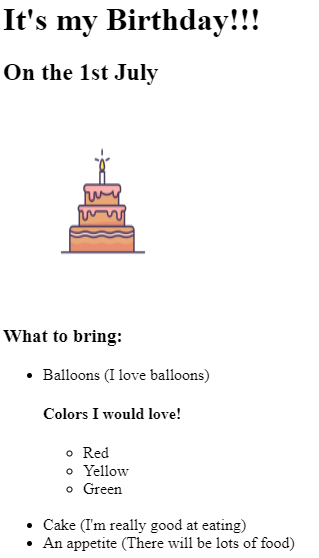 It's my Birthday!!!
On the 1st July
What to bring:
Balloons (I love balloons)
Colors I would love!
Red
Yellow
Green
Cake (I'm really good at eating)
An appetite (There will be lots of food)